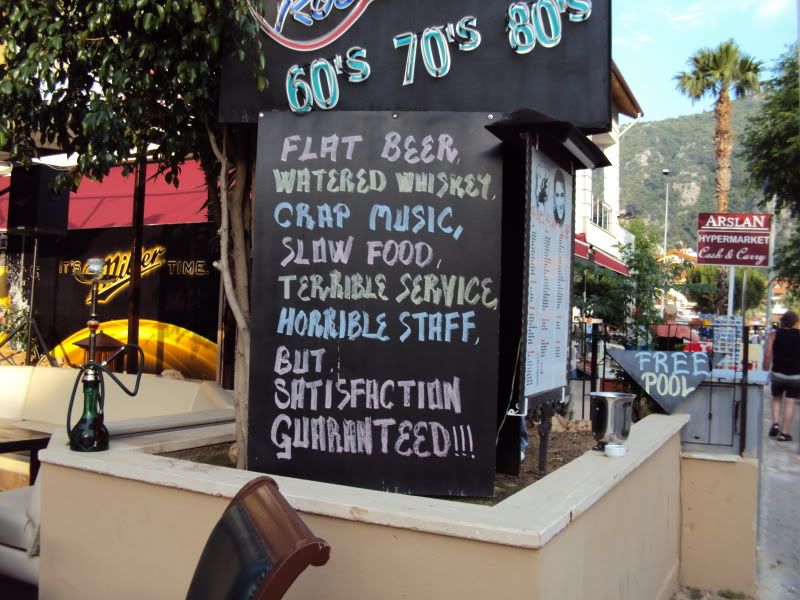 60's 70's 80's
FLAT BEER,
WATERED WHISKEY,
CRAP MUSIC,
SLOW FOOD,
TERRIBLE SERVICE,
HORRIBLE STAFF,
BUT,
SATISFACTION
GUARANTEED!!!
IT'S Miller TIME.
ARSLAN
HYPERMARKET
Cash & Carry
FREE
POOL